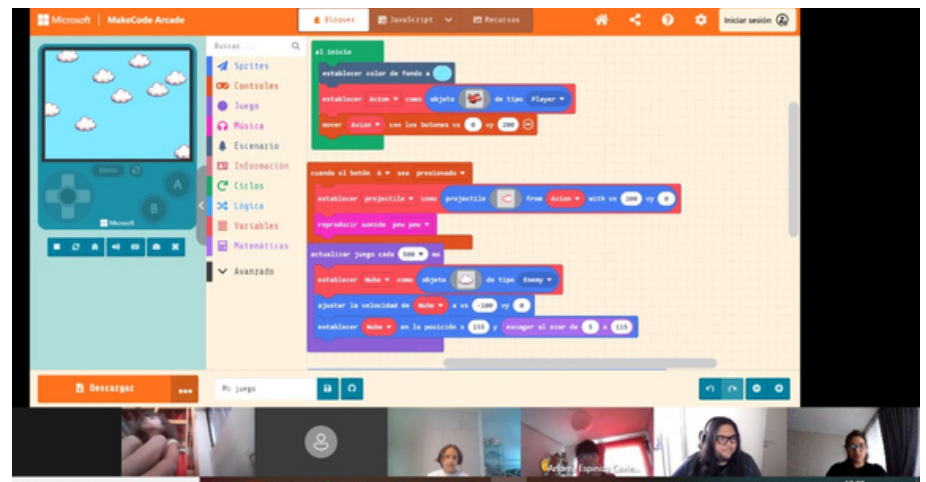 Microsoft | MakeCode Arcade
Bloques
JavaScript
Recursos
Iniciar sesión
Buscar...
Sprites
Controles
Juego
Música
Escenario
Información
Ciclos
Lógica
Variables
Matemáticas
Avanzado
Menu
A
B
Microsoft
al inicio
establecer color de fondo a
establecer Avion como objeto de tipo Player
mover Avion con los botones vx 0 vy 200
cuando el botón A sea presionado
establecer projectile como projectile from Avion with vx 200 vy 0
reproducir sonido pew pew
actualizar juego cada 500 ms
establecer Nube como objeto de tipo Enemy
ajustar la velocidad de Nube a vx -100 vy 0
establecer Nube en la posición x 155 y escoger al azar de 5 a 115
Descargar
Mi juego